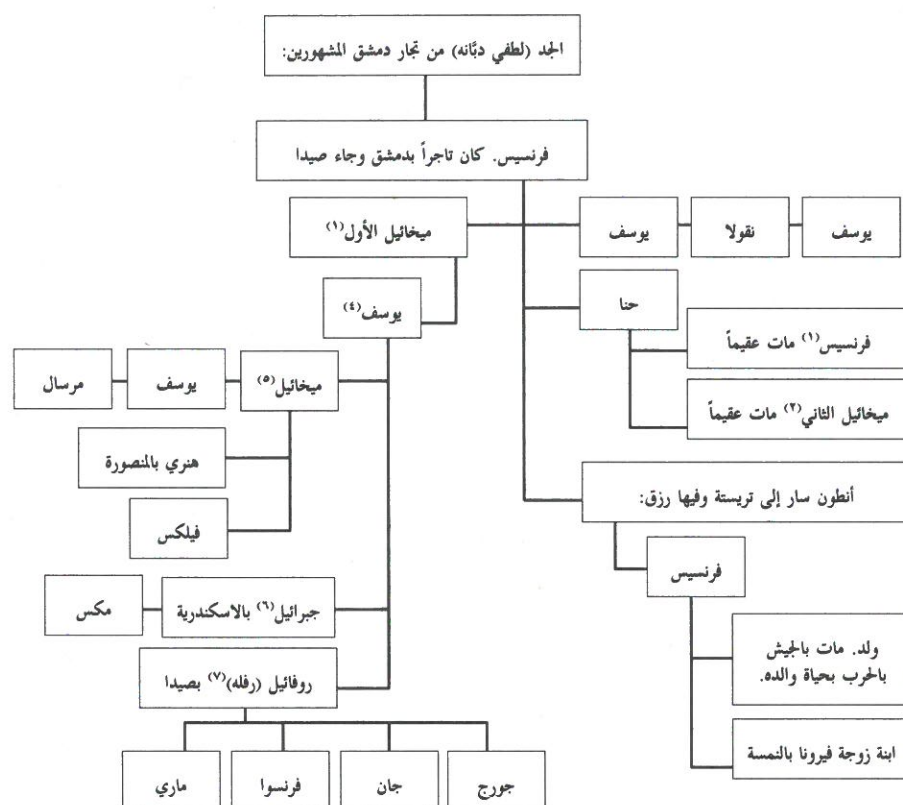 الجد (لطفي دبَّانه) من تجار دمشق المشهورين:
فرنسيس. كان تاجراً بدمشق وجاء صيدا
يوسف
نقولا
يوسف
ميخائيل الأول(١)
حنا
يوسف(٤)
فرنسيس(١) مات عقيماً
ميخائيل(٥)
يوسف
مرسال
ميخائيل الثاني(٢) مات عقيماً
هنري بالمنصورة
أنطون سار إلى تريستة وفيها رزق:
فيلكس
فرنسيس
جبرائيل(٦) بالاسكندرية
مكس
ولد. مات بالجيش
بالحرب بحياة والده.
روفائيل (رفله)(٧) بصيدا
ابنة زوجة فيرونا بالنمسة
جورج
جان
فرنسوا
ماري